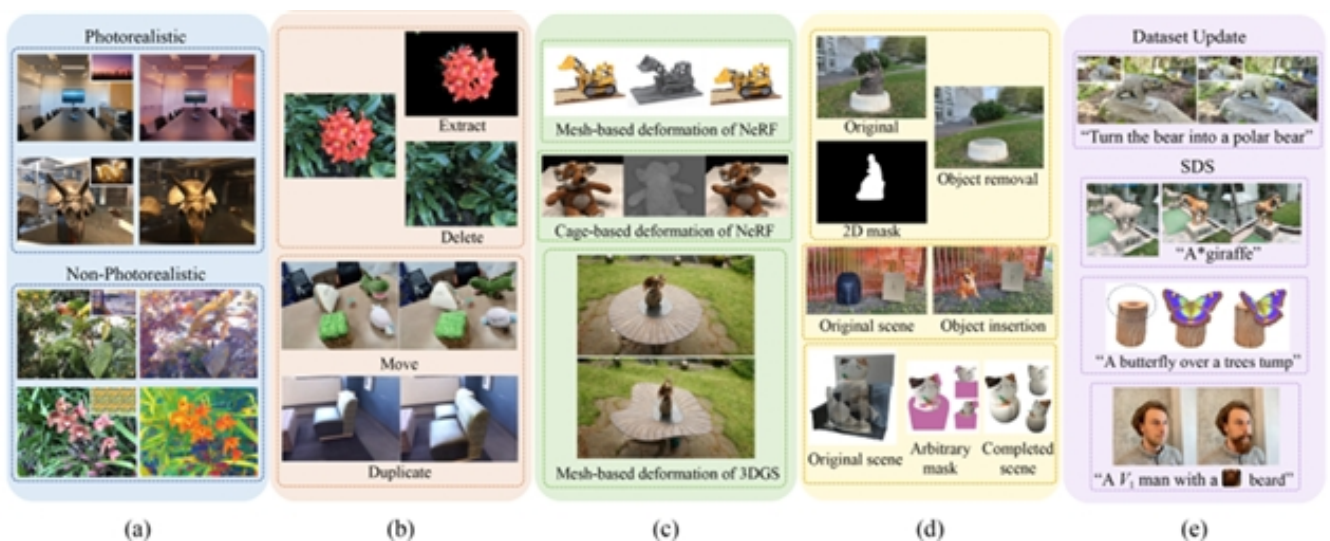 Photorealistic
Non-Photorealistic
(a)
Extract
Delete
Move
Duplicate
(b)
Mesh-based deformation of NeRF
Cage-based deformation of NeRF
Mesh-based deformation of 3DGS
(c)
Original
2D mask
Object removal
Original scene
Object insertion
Original scene
Arbitrary
mask
Completed
scene
(d)
Dataset Update
“Turn the bear into a polar bear”
SDS
“A*giraffe”
“A butterfly over a trees tump”
“A V₁ man with a beard”
(e)